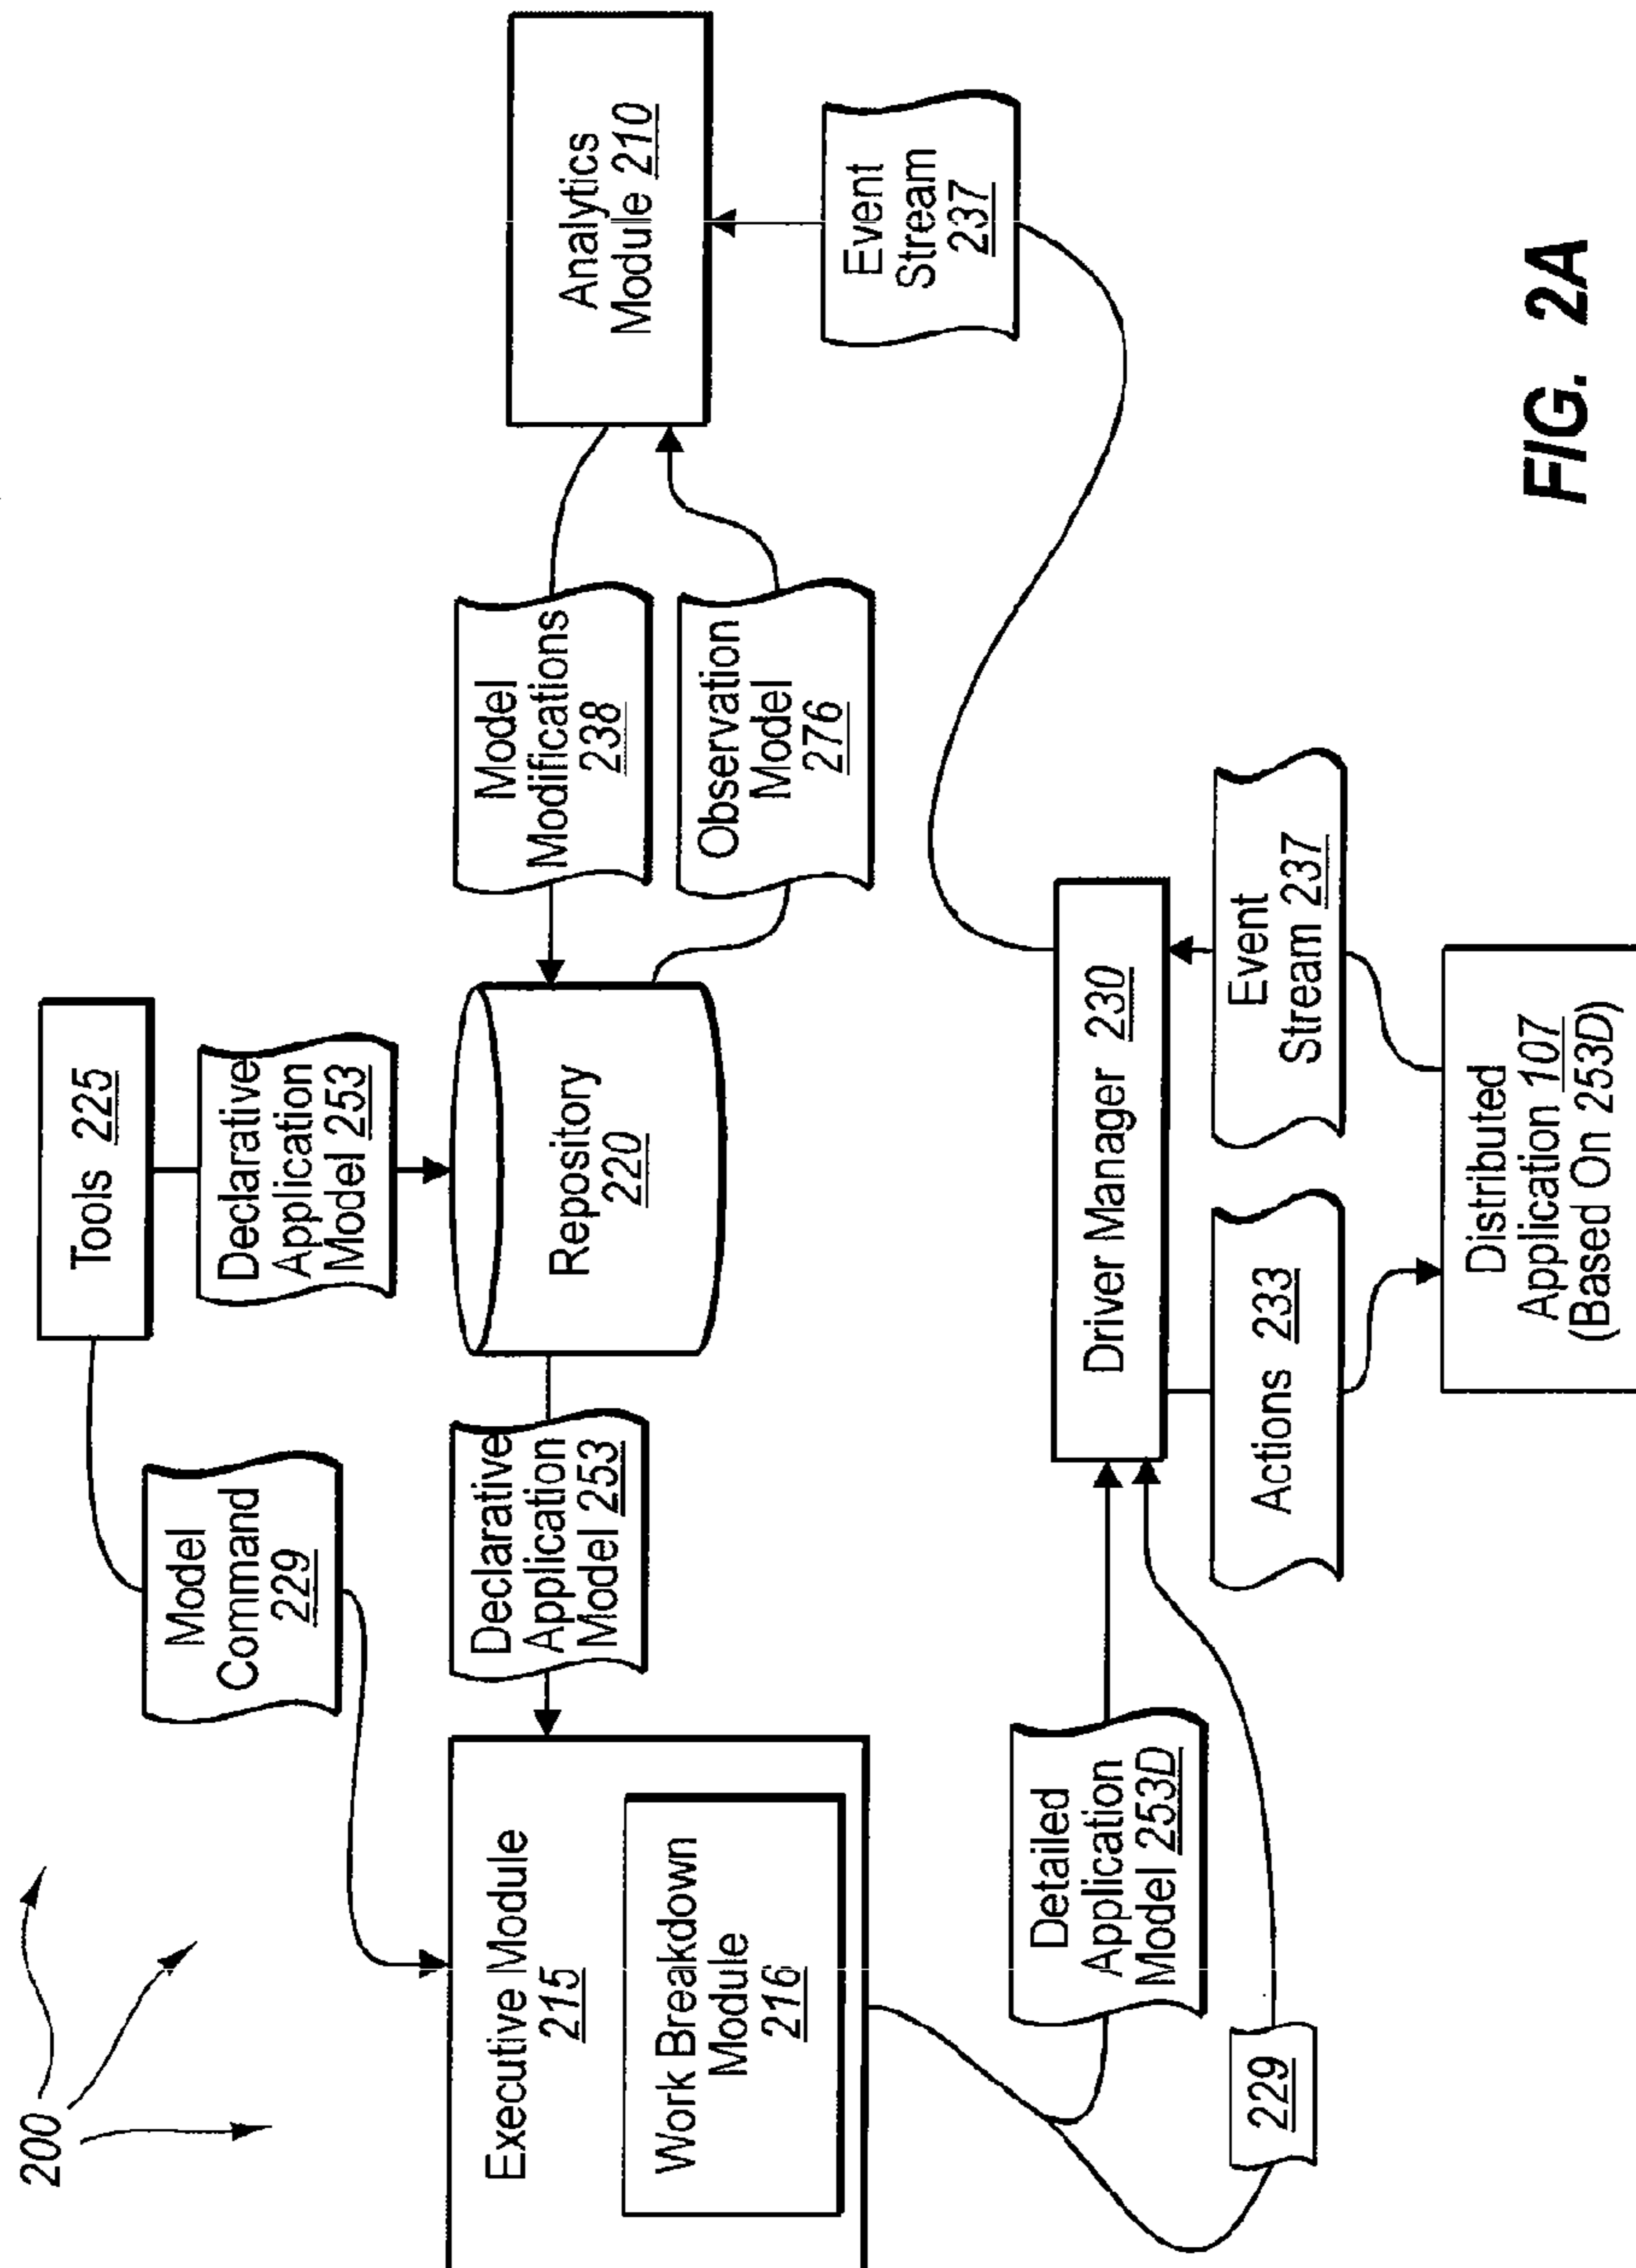 200
Tools 225
Model
Command
229
Declarative
Application
Model 253
Executive Module
215
Work Breakdown
Module
216
Declarative
Application
Model 253
Repository
220
Model
Modifications
238
Observation
Model
276
Analytics
Module 210
Event
Stream
237
Detailed
Application
Model 253D
229
Driver Manager 230
Actions 233
Event
Stream 237
Distributed
Application 107
(Based On 253D)
FIG. 2A